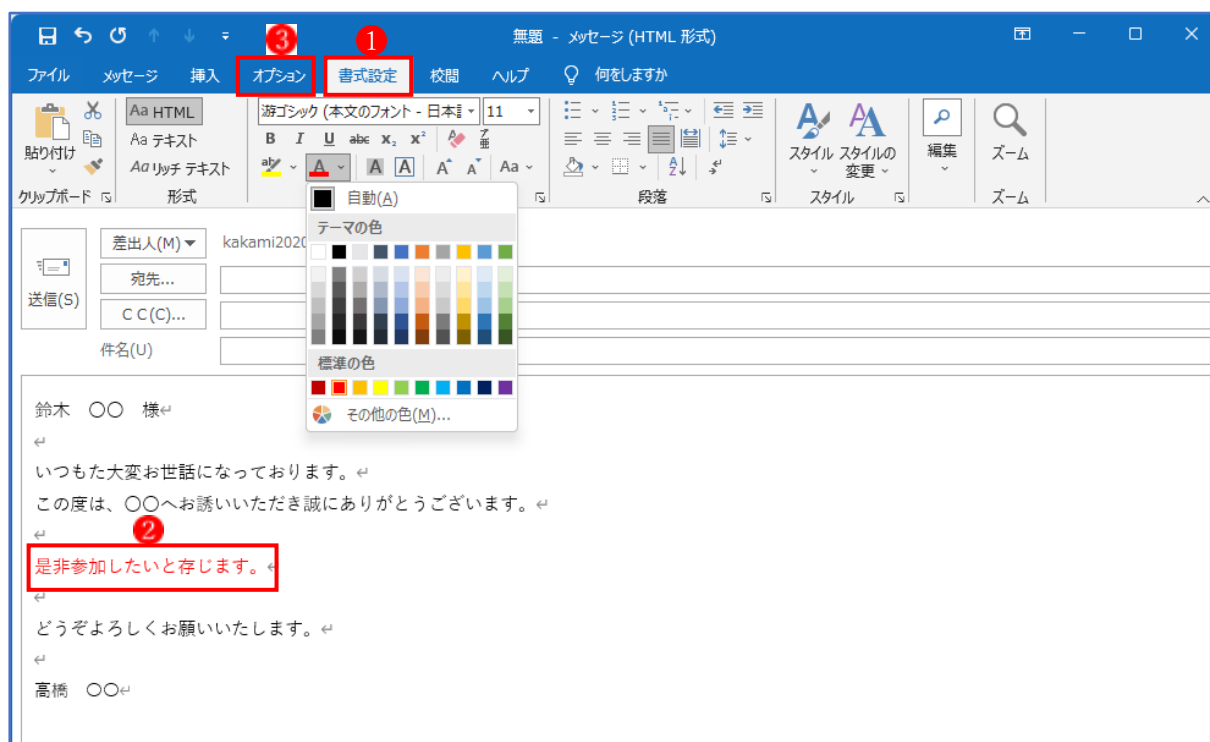 無題 - メッセージ (HTML 形式)
3 1
ファイル メッセージ 挿入 オプション 書式設定 校閲 ヘルプ 何をしますか
貼り付け
クリップボード
Aa HTML
Aa テキスト
Aa リッチ テキスト
形式
游ゴシック (本文のフォント - 日本語 11
B I U abc x₂ x² A
ab A A A A A Aa
段落
スタイル スタイルの変更
スタイル
編集
ズーム
ズーム
自動(A)
テーマの色
標準の色
その他の色(M)...
送信(S)
差出人(M) kakami202
宛先...
C C(C)...
件名(U)
鈴木 〇〇 様↵
↵
いつもた大変お世話になっております。↵
この度は、〇〇へお誘いいただき誠にありがとうございます。↵
2
↵
是非参加したいと存じます。↵
↵
どうぞよろしくお願いいたします。↵
↵
高橋 〇〇↵